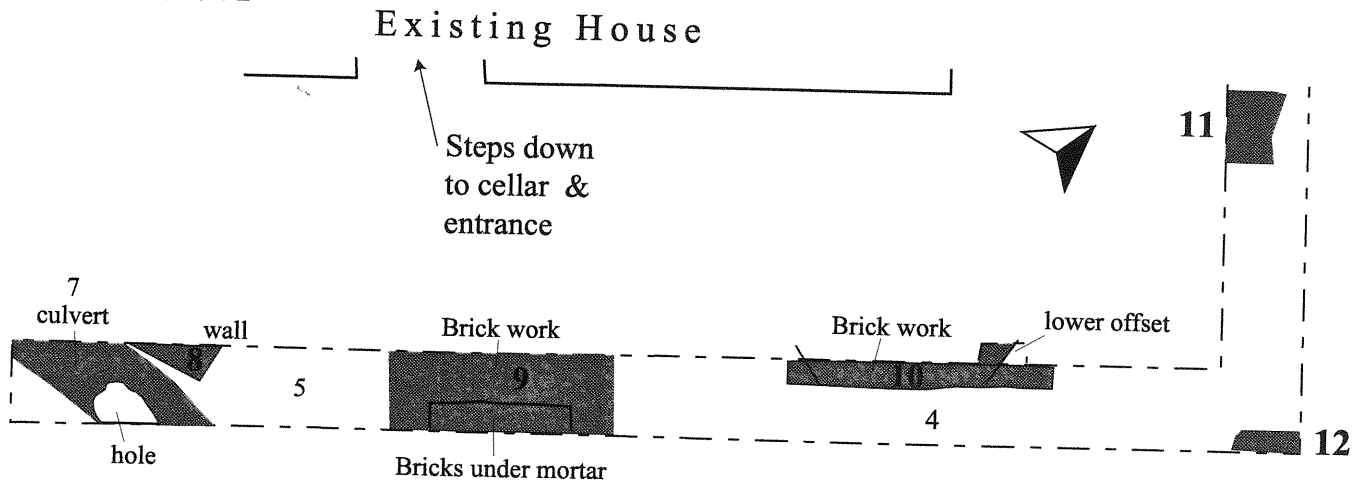 Existing House
Steps down
to cellar &
entrance
11
7
culvert
wall
8
5
Brick work
9
Brick work
10
lower offset
4
hole
Bricks under mortar
12